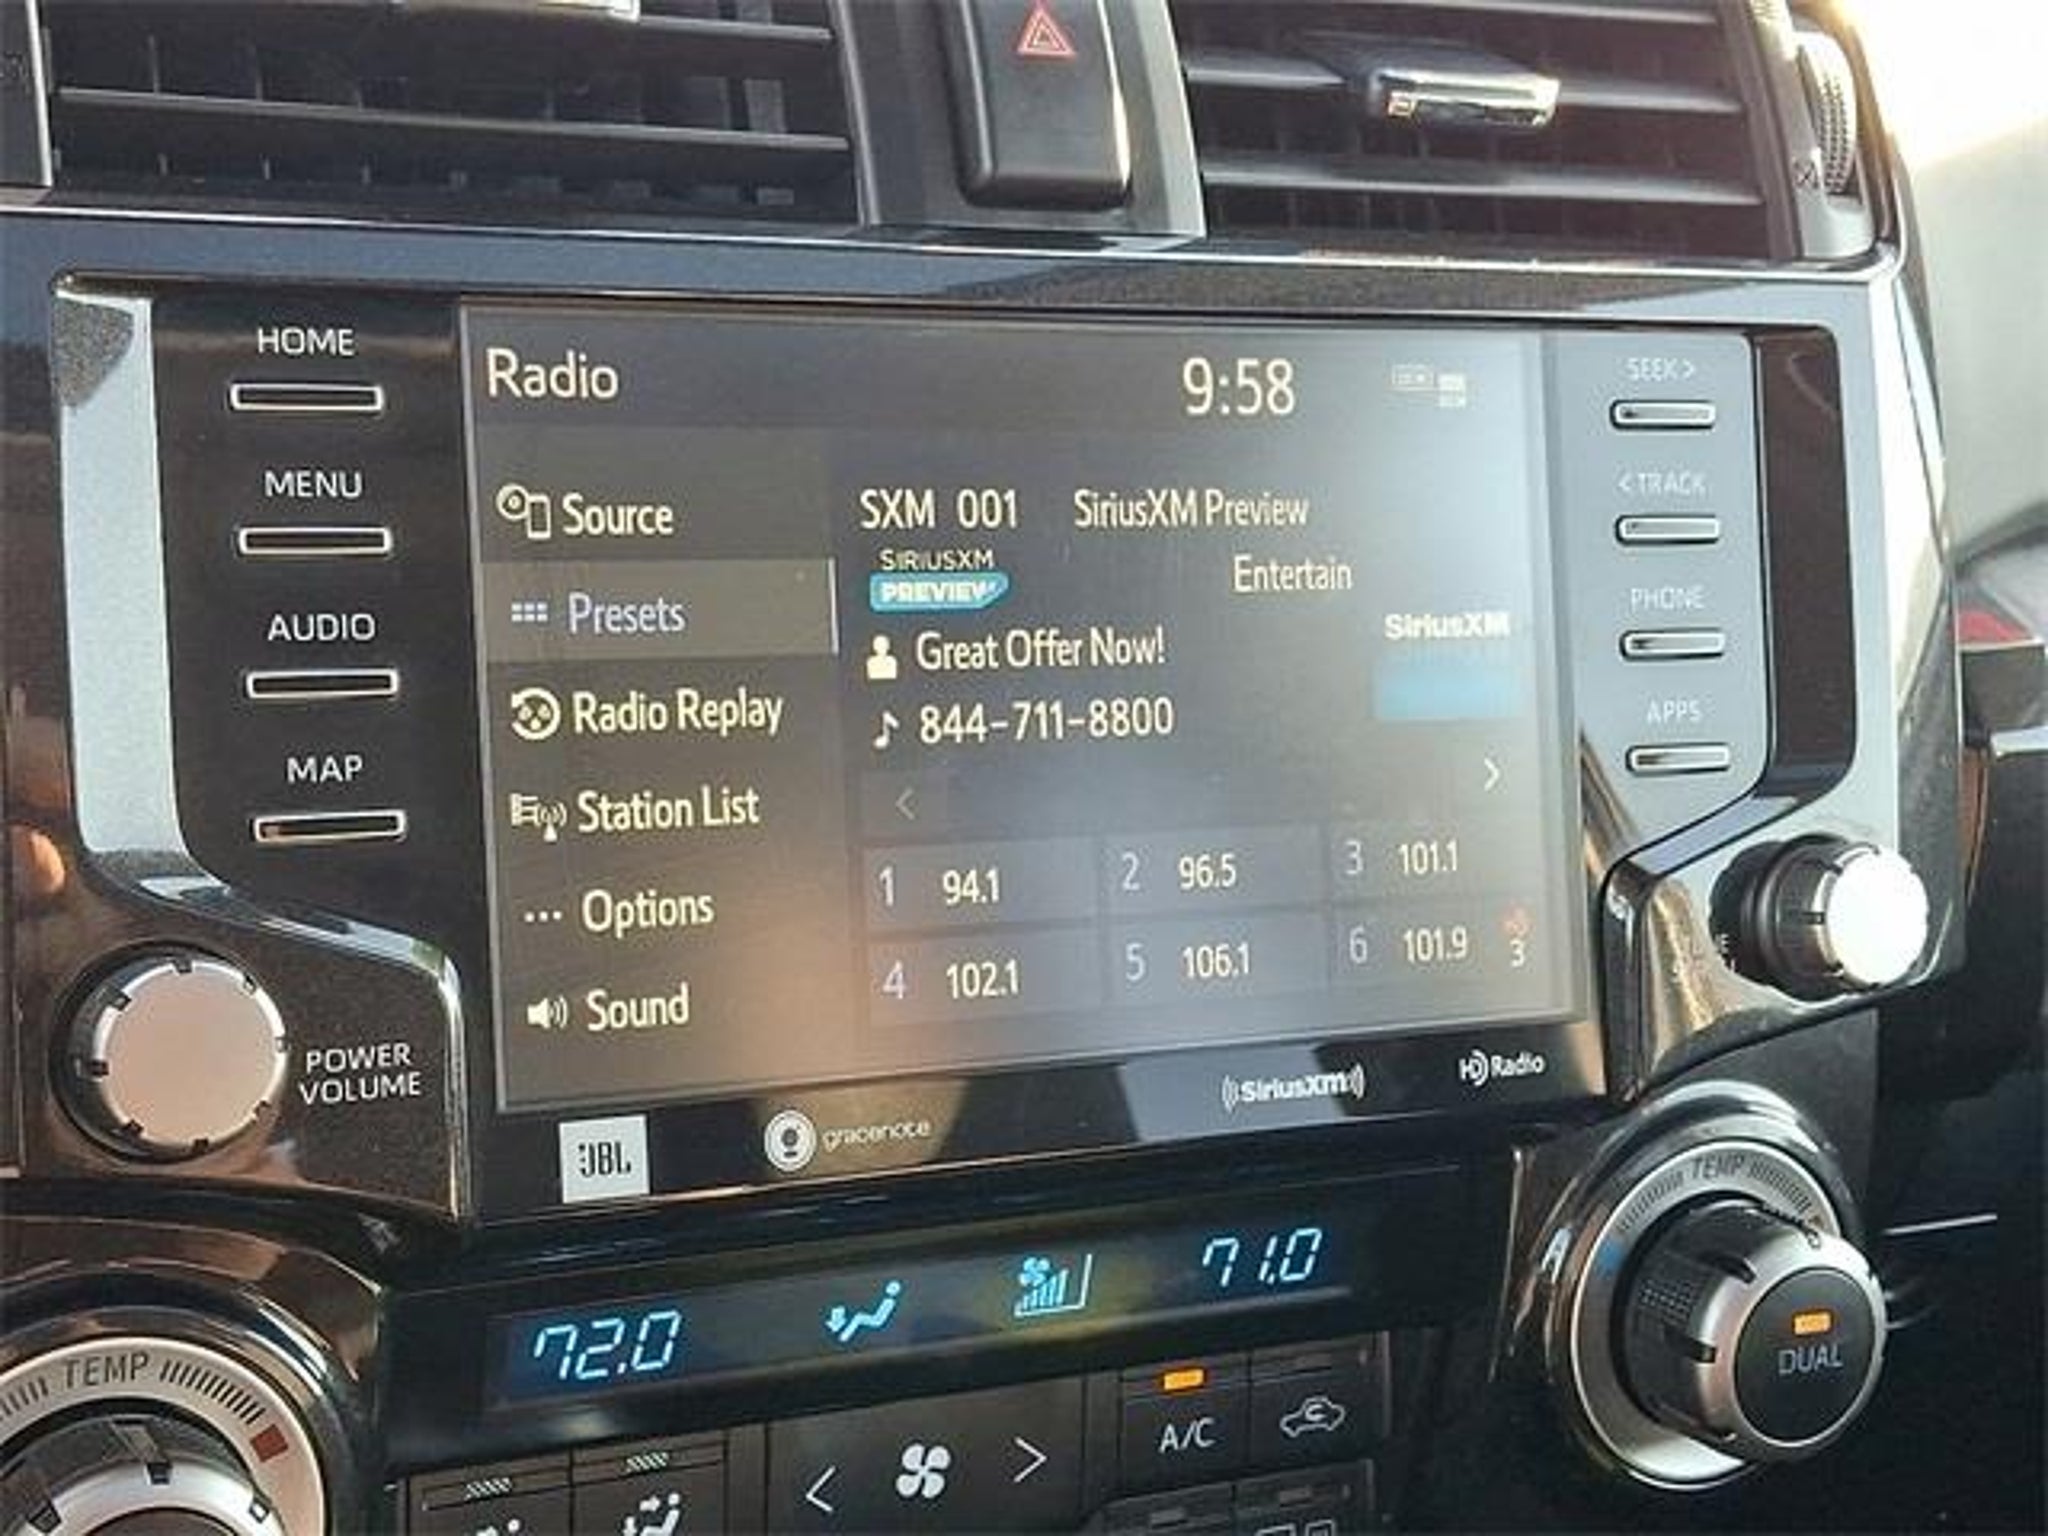 HOME
MENU
AUDIO
MAP
POWER
VOLUME
Radio
9:58
Source
Presets
Radio Replay
Station List
... Options
Sound
SXM 001 SiriusXM Preview
SIRIUSXM
PREVIEW
Entertain
Great Offer Now!
844-711-8800
SiriusXM
<
>
1 94.1
2 96.5
3 101.1
4 102.1
5 106.1
6 101.9
3
SEEK >
< TRACK
PHONE
APPS
JBL
gracenote
((SiriusXM))
HD Radio
72.0
71.0
TEMP
TEMP
DUAL
< >
A/C